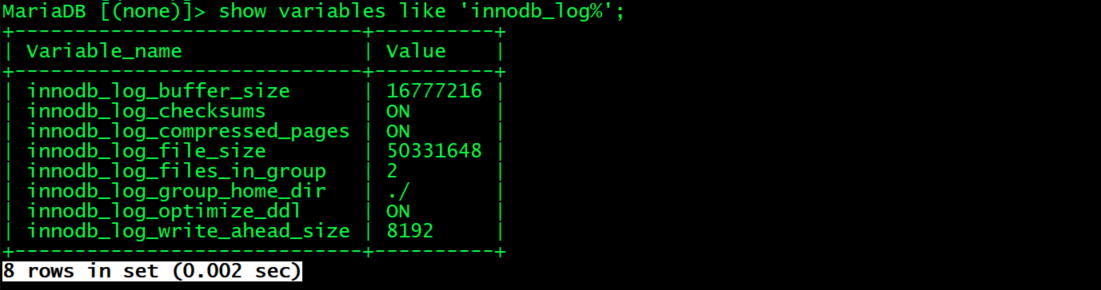 MariaDB [(none)]> show variables like 'innodb_log%';
+-----------------------------+----------+
| Variable_name               | Value    |
+-----------------------------+----------+
| innodb_log_buffer_size      | 16777216 |
| innodb_log_checksums        | ON       |
| innodb_log_compressed_pages | ON       |
| innodb_log_file_size        | 50331648 |
| innodb_log_files_in_group   | 2        |
| innodb_log_group_home_dir   | ./       |
| innodb_log_optimize_ddl     | ON       |
| innodb_log_write_ahead_size | 8192     |
+-----------------------------+----------+
8 rows in set (0.002 sec)